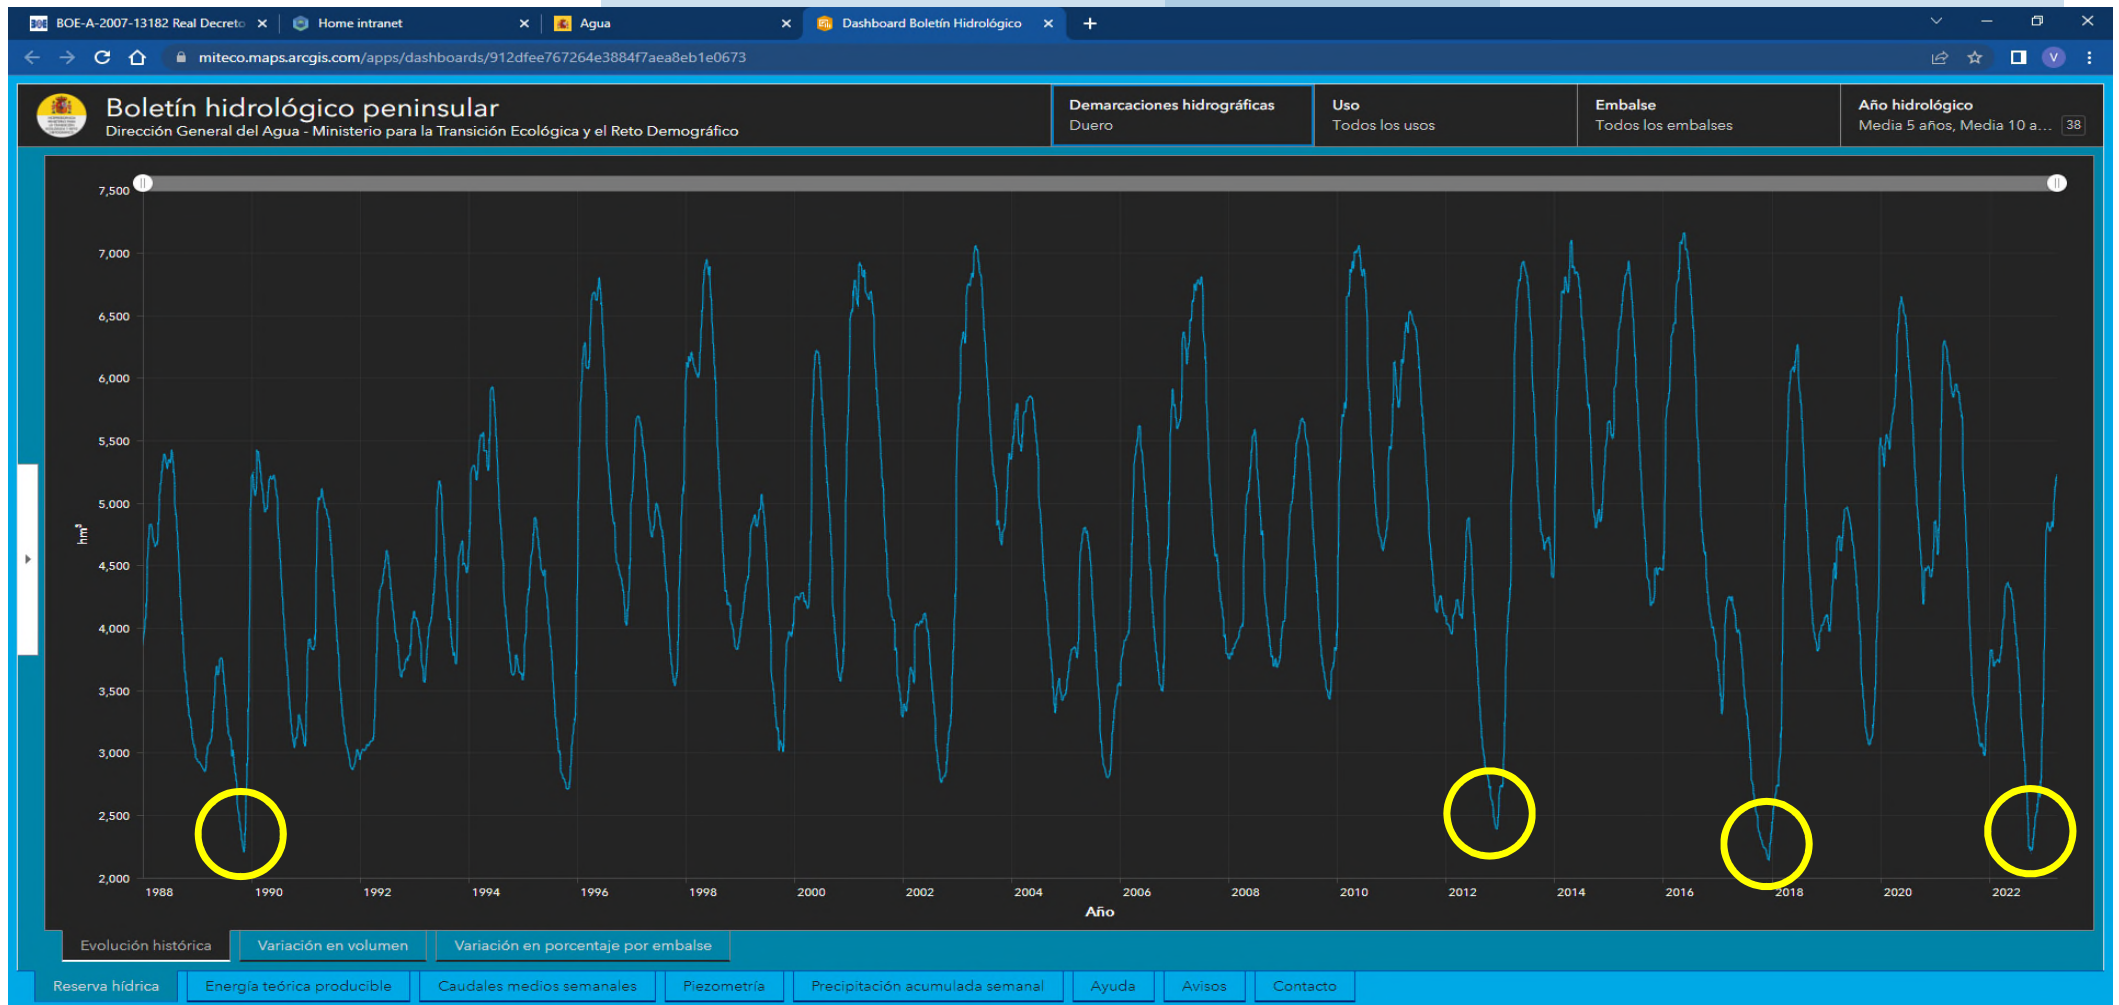 BOE-A-2007-13182 Real Decreto
Home intranet
Agua
Dashboard Boletín Hidrológico
miteco.maps.arcgis.com/apps/dashboards/912dfee767264e3884f7aea8eb1e0673
V
Boletín hidrológico peninsular
Dirección General del Agua - Ministerio para la Transición Ecológica y el Reto Demográfico
Demarcaciones hidrográficas
Duero
Uso
Todos los usos
Embalse
Todos los embalses
Año hidrológico
Media 5 años, Media 10 a... 38
7,500
7,000
6,500
6,000
5,500
5,000
4,500
4,000
3,500
3,000
2,500
2,000
hm³
1988 1990 1992 1994 1996 1998 2000 2002 2004 2006 2008 2010 2012 2014 2016 2018 2020 2022
Año
Evolución histórica Variación en volumen Variación en porcentaje por embalse
Reserva hídrica Energía teórica producible Caudales medios semanales Piezometría Precipitación acumulada semanal Ayuda Avisos Contacto